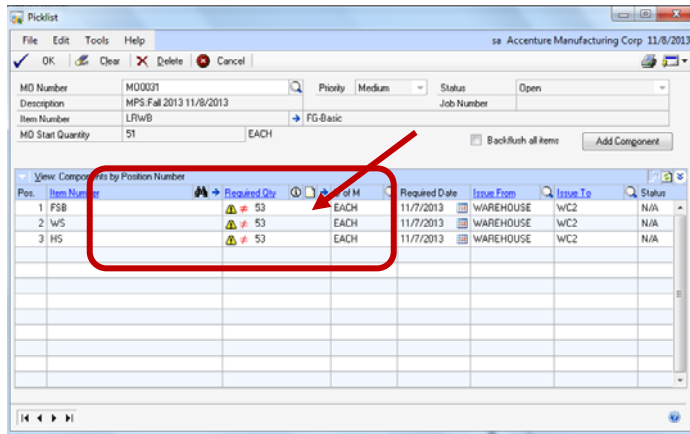 Picklist
File Edit Tools Help sa Accenture Manufacturing Corp 11/8/2013
OK Clear Delete Cancel
MO Number MO0031 Priority Medium Status Open
Description MPS:Fall 2013 11/8/2013 Job Number
Item Number LRWB FG-Basic
MO Start Quantity 51 EACH Backflush all items Add Component
View: Components by Position Number
Pos. Item Number Required Qty of M Required Date Issue From Issue To Status
1 FSB 53 EACH 11/7/2013 WAREHOUSE WC2 N/A
2 WS 53 EACH 11/7/2013 WAREHOUSE WC2 N/A
3 HS 53 EACH 11/7/2013 WAREHOUSE WC2 N/A